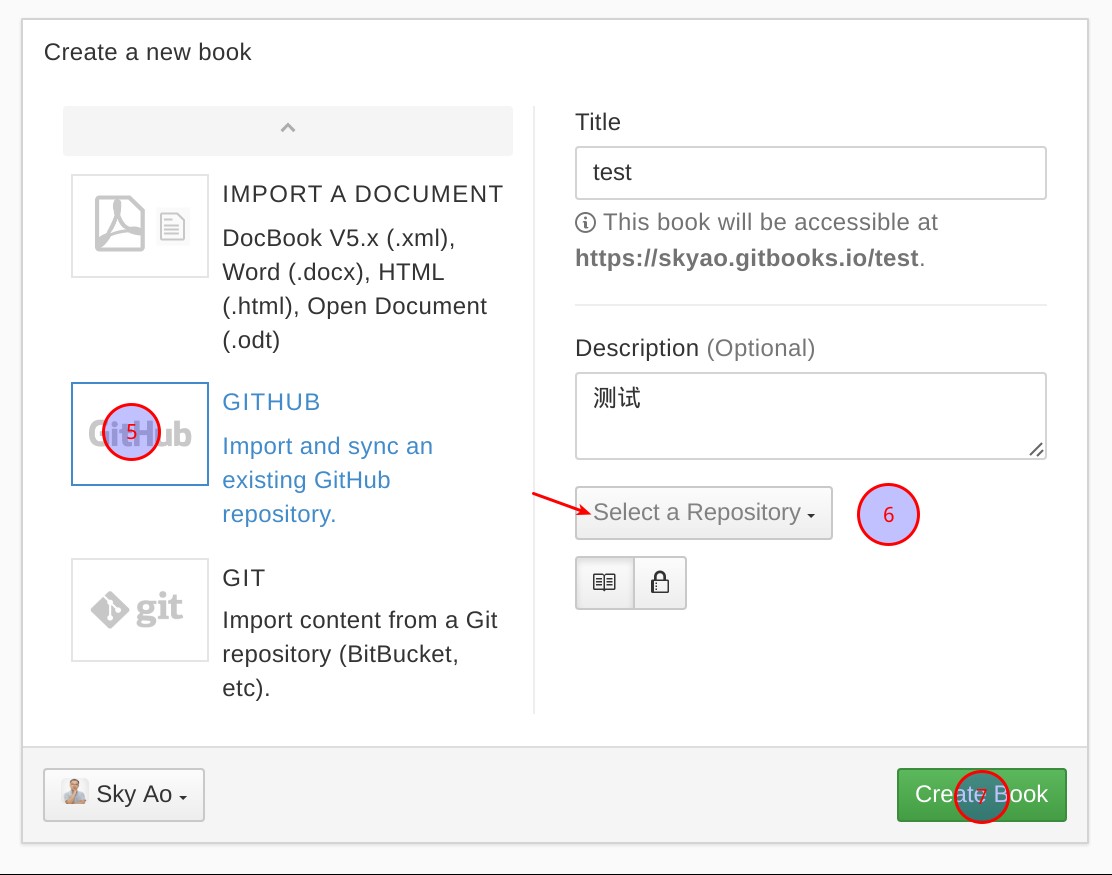 Create a new book
IMPORT A DOCUMENT
DocBook V5.x (.xml),
Word (.docx), HTML
(.html), Open Document
(.odt)
GitHub
5
GITHUB
Import and sync an
existing GitHub
repository.
git
GIT
Import content from a Git
repository (BitBucket,
etc).
Title
test
This book will be accessible at
https://skyao.gitbooks.io/test.
Description (Optional)
测试
Select a Repository
6
Sky Ao
Create Book
7